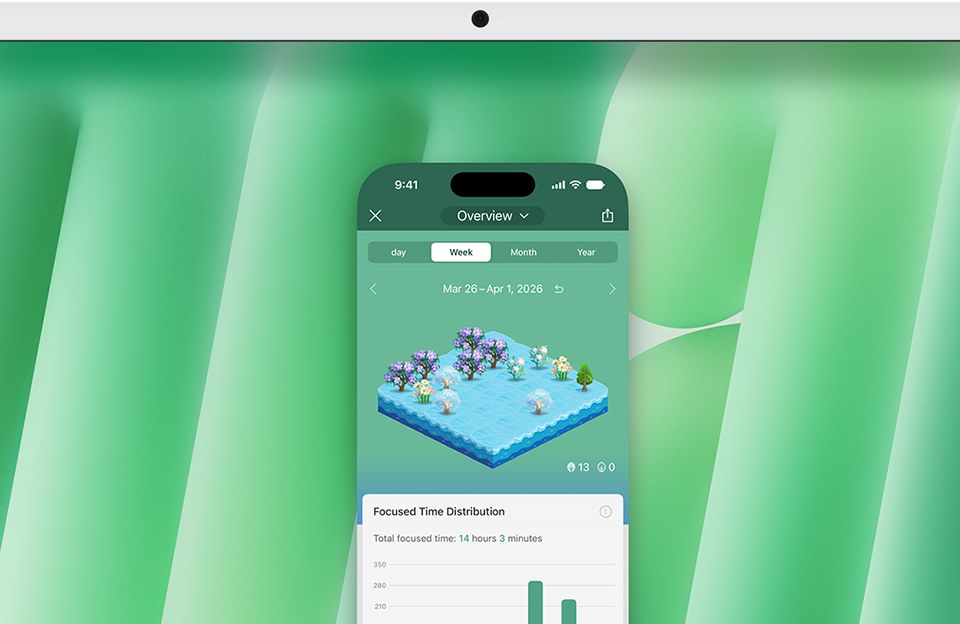 9:41
Overview
day Week Month Year
Mar 26–Apr 1, 2026
13 0
Focused Time Distribution
Total focused time: 14 hours 3 minutes
350
280
210